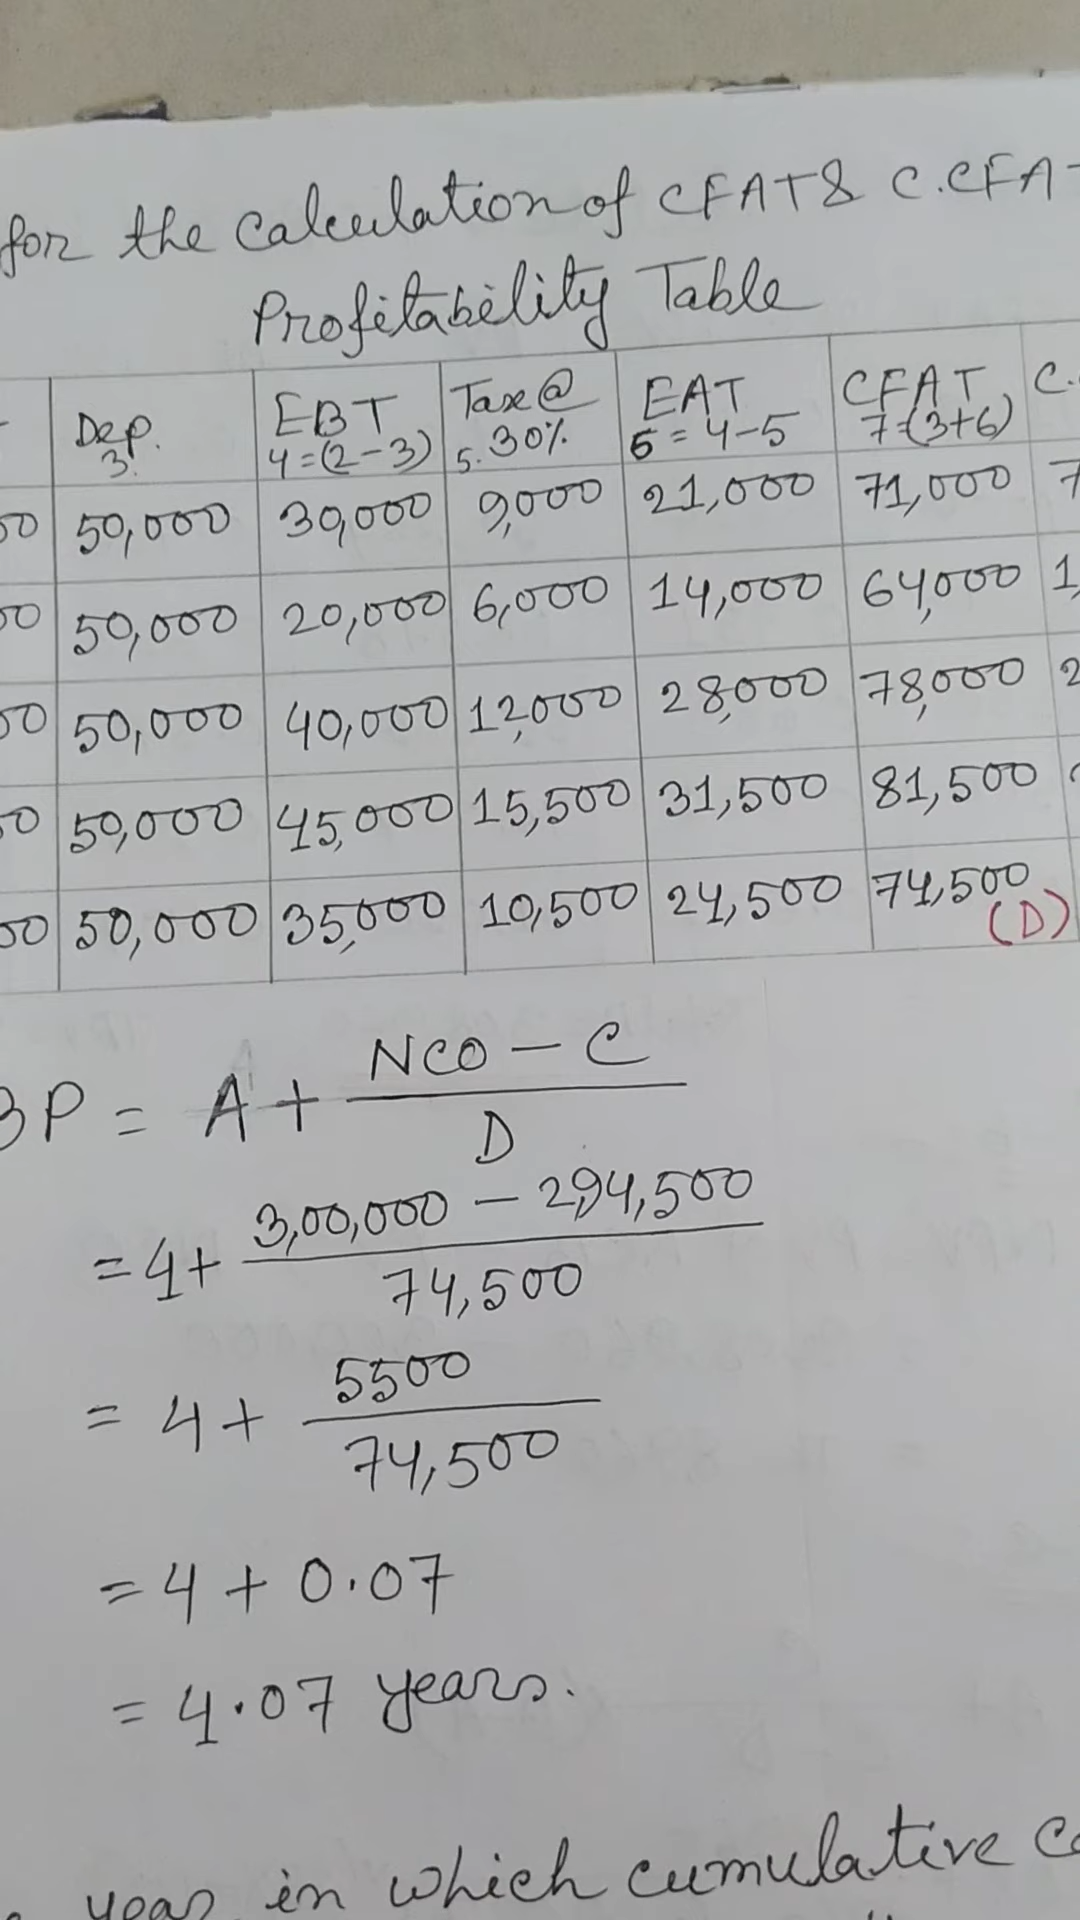 for the calculation of CFAT & C.CFA
Profitability Table
Dep. EBT Tax@ EAT CFAT C.
3. 4=(2-3) 5. 30% 6 = 4-5 7=(3+6)
50,000 30,000 9,000 21,000 71,000 7
50,000 20,000 6,000 14,000 64,000 1,
50,000 40,000 12,000 28,000 78,000 2
50,000 45,000 15,500 31,500 81,500
50,000 35,000 10,500 24,500 74,500
(D)
BP = A + NCO - C
D
= 4 + 3,00,000 - 2,94,500
74,500
= 4 + 5500
74,500
= 4 + 0.07
= 4.07 years.
year in which cumulative